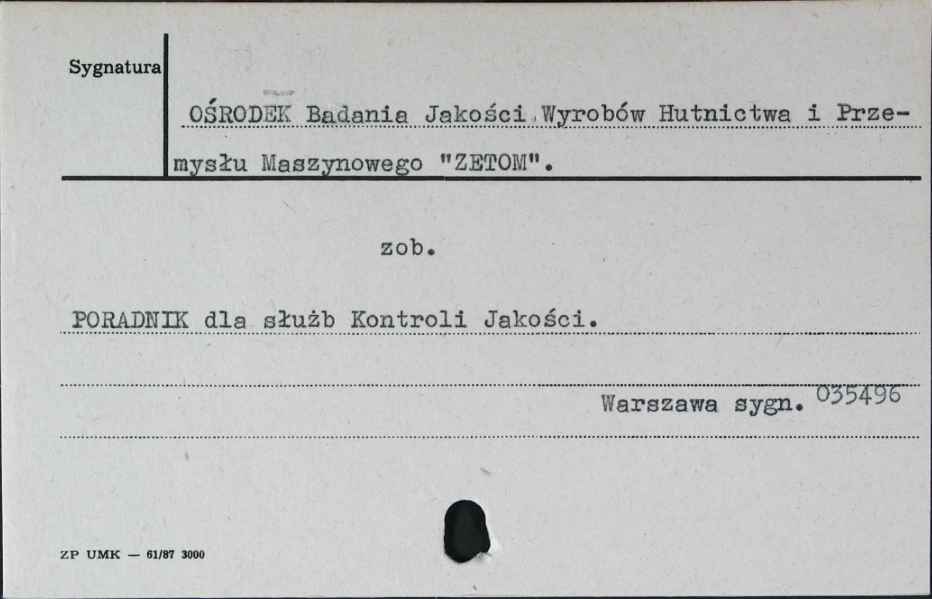 Sygnatura
OŚRODEK Badania Jakości Wyrobów Hutnictwa i Prze-
mysłu Maszynowego "ZETOM".
zob.
PORADNIK dla służb Kontroli Jakości.
Warszawa sygn. 035496
ZP UMK — 61/87 3000